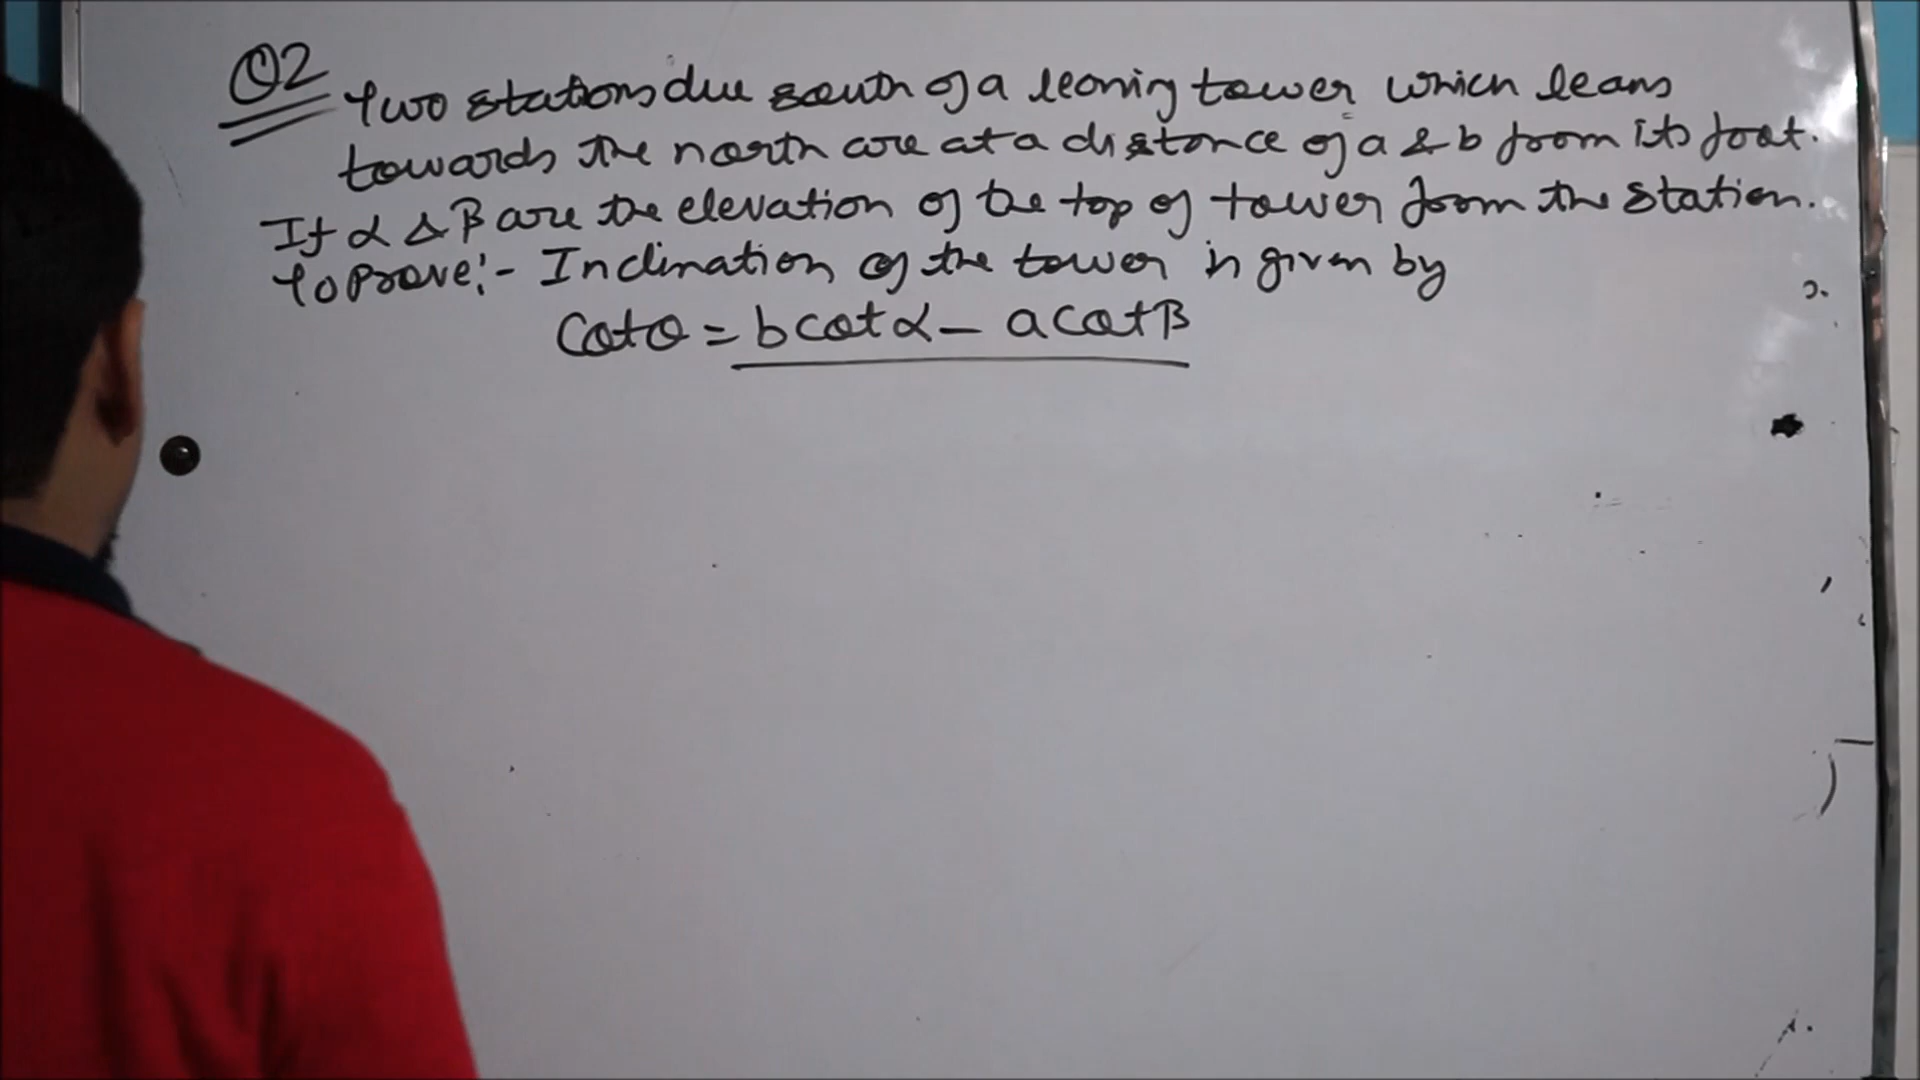 Q2 Two stations due south of a leaning tower which leans
towards the north are at a distance of a & b from its foot.
If α & β are the elevation of the top of tower from the station.
To prove:- Inclination of the tower is given by
Cotθ = bcotα - acotβ